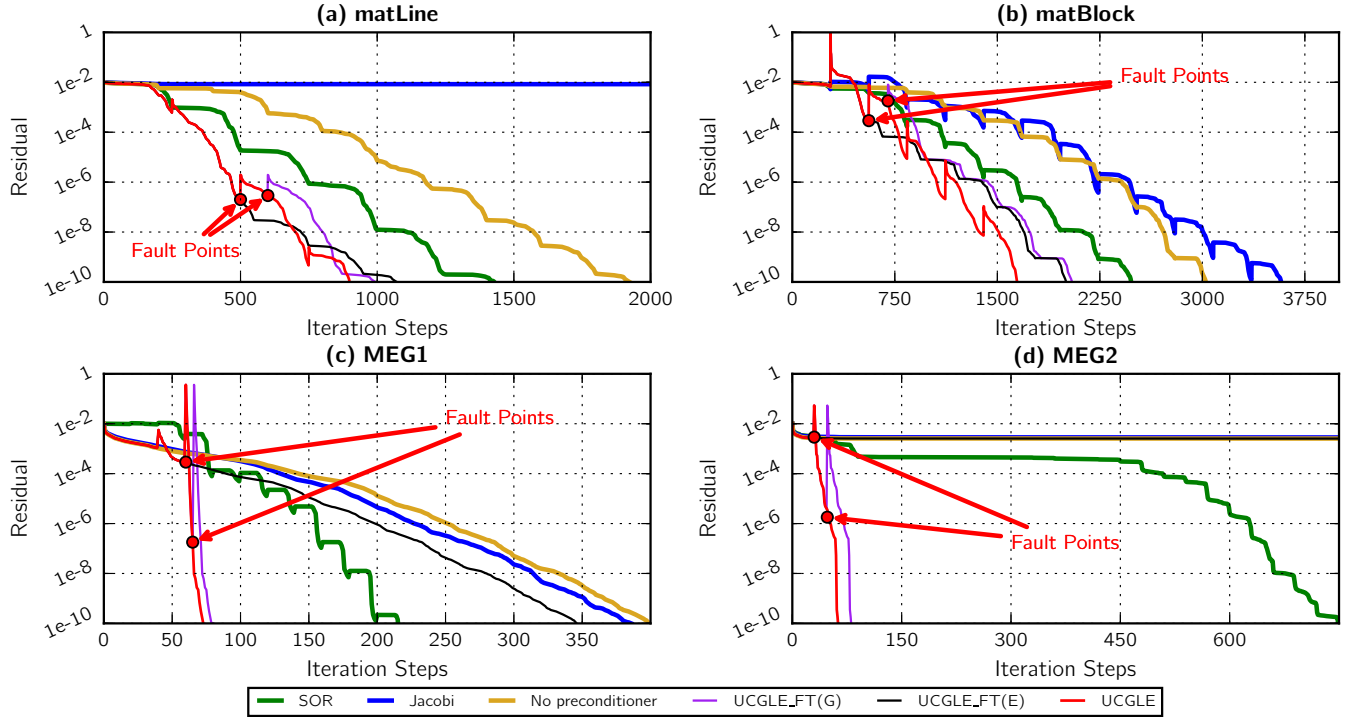 (a) matLine
1
1e-2
1e-4
1e-6
1e-8
1e-10
Residual
Fault Points
0
500
1000
1500
2000
Iteration Steps
(b) matBlock
1
1e-2
1e-4
1e-6
1e-8
1e-10
Residual
Fault Points
0
750
1500
2250
3000
3750
Iteration Steps
(c) MEG1
1
1e-2
1e-4
1e-6
1e-8
1e-10
Residual
Fault Points
0
50
100
150
200
250
300
350
Iteration Steps
(d) MEG2
1
1e-2
1e-4
1e-6
1e-8
1e-10
Residual
Fault Points
0
150
300
450
600
Iteration Steps
SOR
Jacobi
No preconditioner
UCGLE_FT(G)
UCGLE_FT(E)
UCGLE